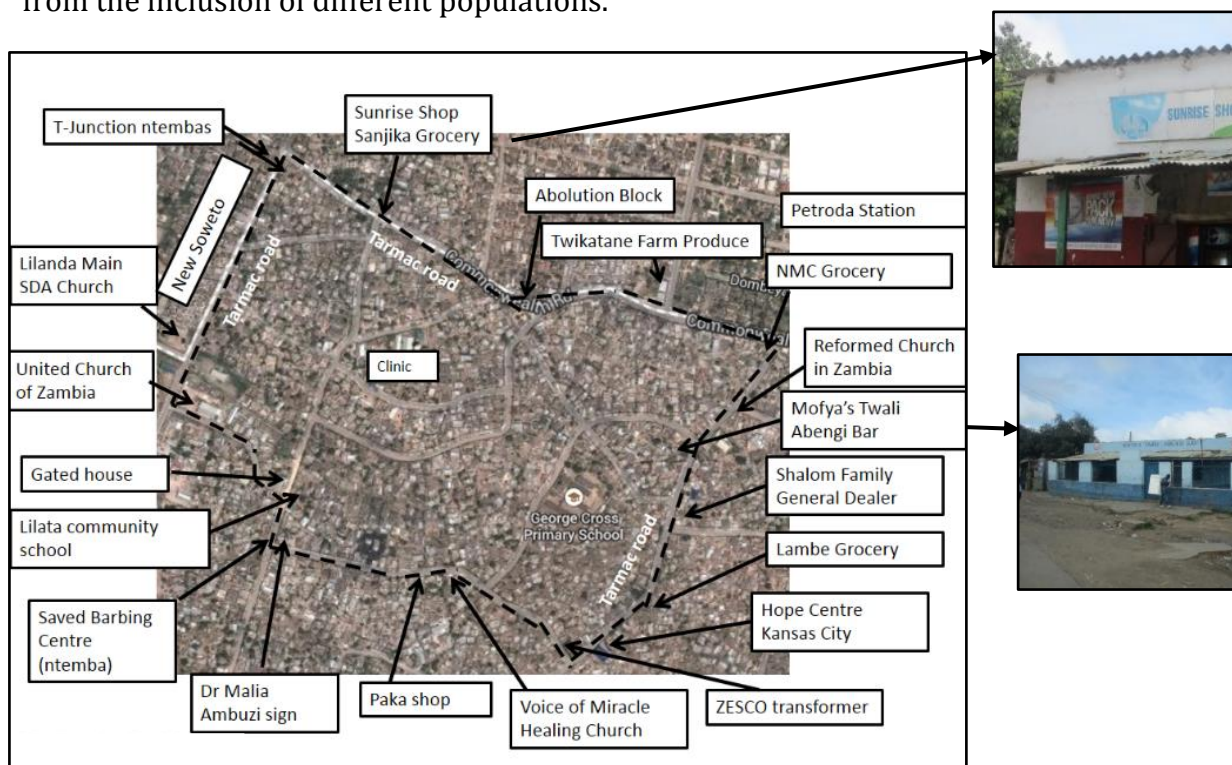 from the inclusion of different populations.
T-Junction ntembas
Sunrise Shop
Sanjika Grocery
Abolution Block
Twikatane Farm Produce
Petroda Station
NMC Grocery
New Soweto
Tarmac road
Tarmac road
Lilanda Main
SDA Church
Clinic
Reformed Church
in Zambia
United Church
of Zambia
Mofya's Twali
Abengi Bar
Gated house
Shalom Family
General Dealer
George Cross
Primary School
Tarmac road
Lilata community
school
Lambe Grocery
Saved Barbing
Centre
(ntemba)
Hope Centre
Kansas City
Dr Malia
Ambuzi sign
Paka shop
Voice of Miracle
Healing Church
ZESCO transformer
SUNRISE
PACK